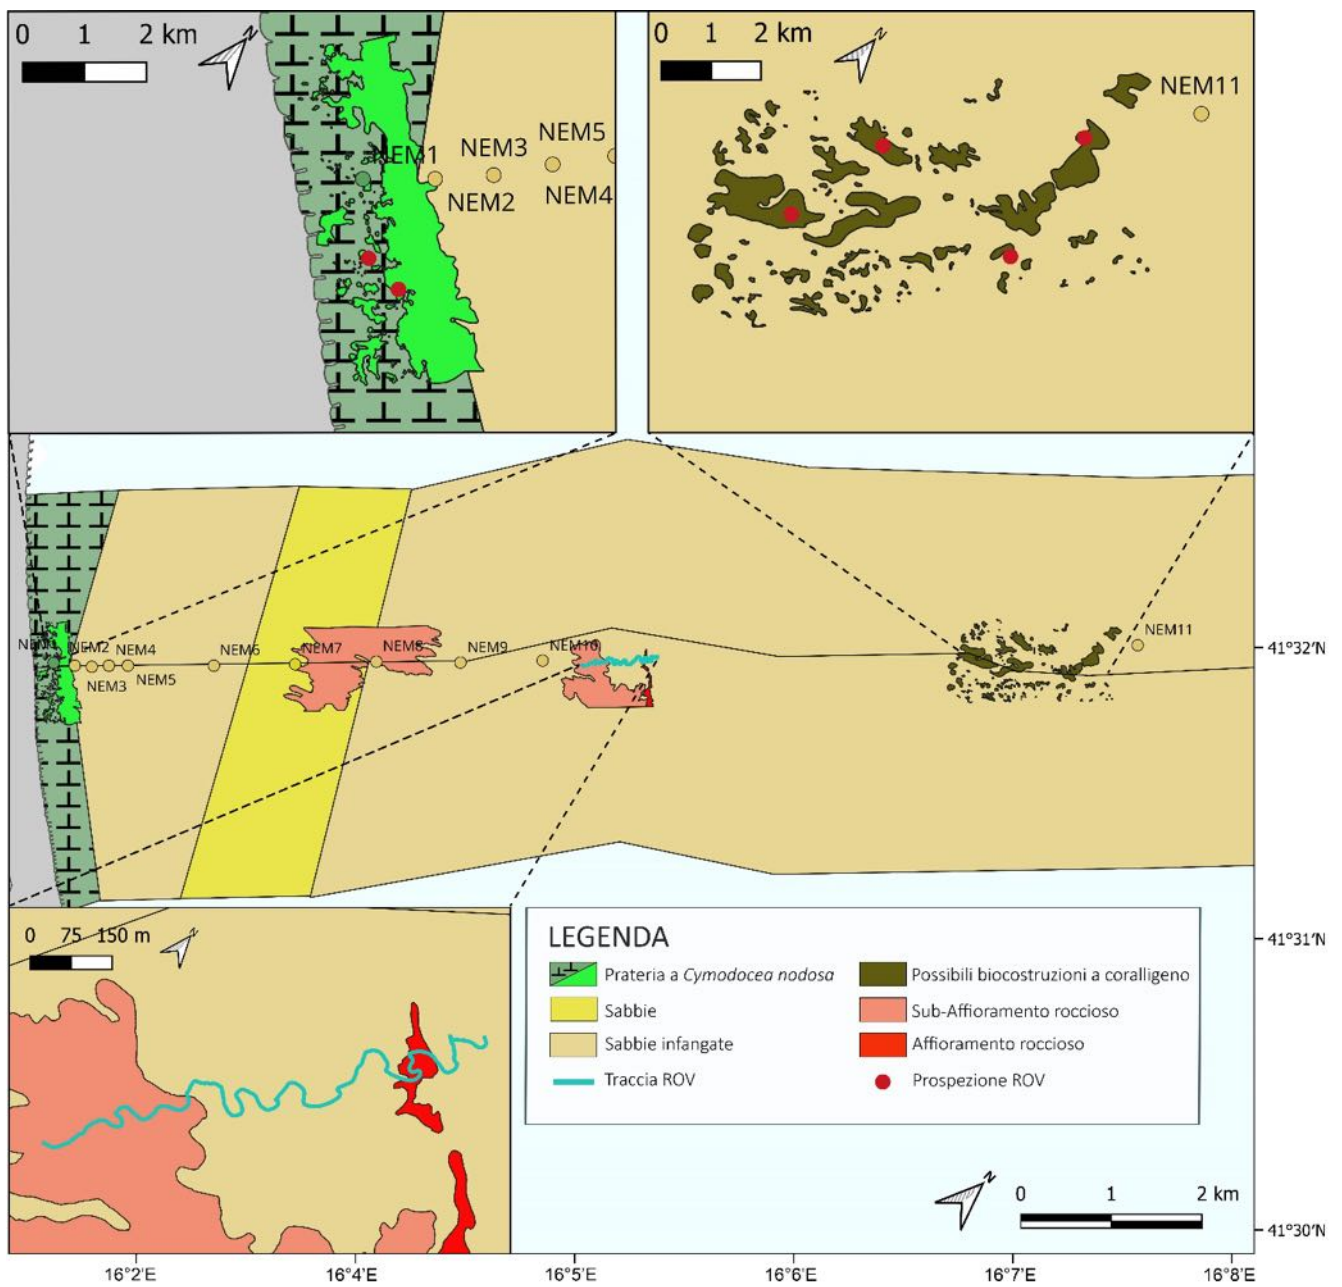 0 1 2 km
N
NEM1
NEM3
NEM5
NEM2
NEM4
0 1 2 km
N
NEM11
NEM2
NEM4
NEM3
NEM5
NEM6
NEM7
NEM8
NEM9
NEM10
NEM11
41°32'N
41°31'N
41°30'N
0 75 150 m
N
LEGENDA
Prateria a Cymodocea nodosa
Sabbie
Sabbie infangate
Traccia ROV
Possibili biocostruzioni a coralligeno
Sub-Affioramento roccioso
Affioramento roccioso
Prospezione ROV
N
0 1 2 km
16°2'E 16°4'E 16°5'E 16°6'E 16°7'E 16°8'E